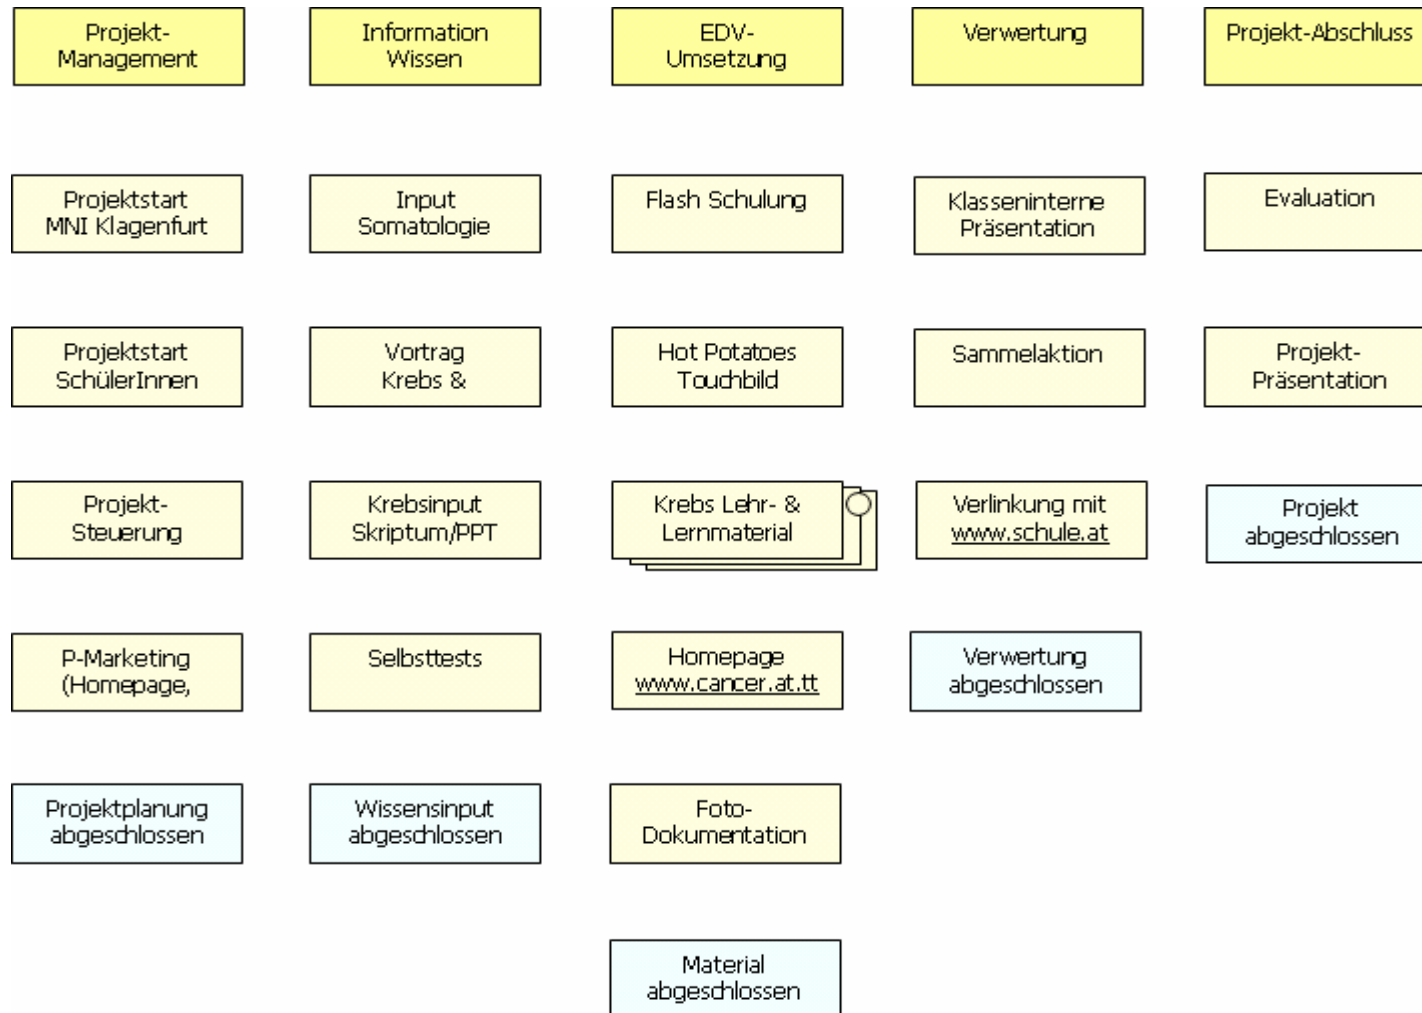 Projekt-
Management
Information
Wissen
EDV-
Umsetzung
Verwertung
Projekt-Abschluss
Projektstart
MNI Klagenfurt
Input
Somatologie
Flash Schulung
Klasseninterne
Präsentation
Evaluation
Projektstart
SchülerInnen
Vortrag
Krebs &
Hot Potatoes
Touchbild
Sammelaktion
Projekt-
Präsentation
Projekt-
Steuerung
Krebsinput
Skriptum/PPT
Krebs Lehr- &
Lernmaterial
Verlinkung mit
www.schule.at
Projekt
abgeschlossen
P-Marketing
(Homepage,
Selbsttests
Homepage
www.cancer.at.tt
Verwertung
abgeschlossen
Projektplanung
abgeschlossen
Wissensinput
abgeschlossen
Foto-
Dokumentation
Material
abgeschlossen